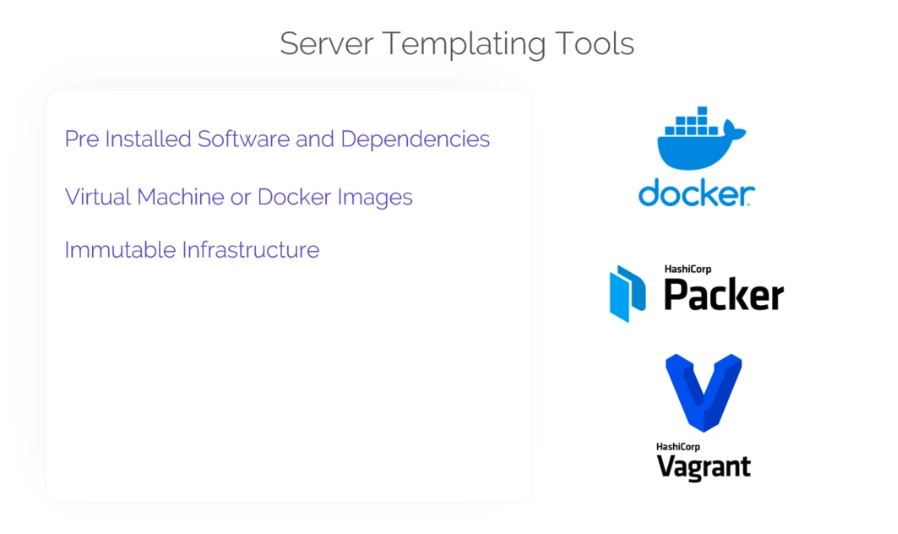 Server Templating Tools
Pre Installed Software and Dependencies
Virtual Machine or Docker Images
Immutable Infrastructure
docker
HashiCorp
Packer
HashiCorp
Vagrant